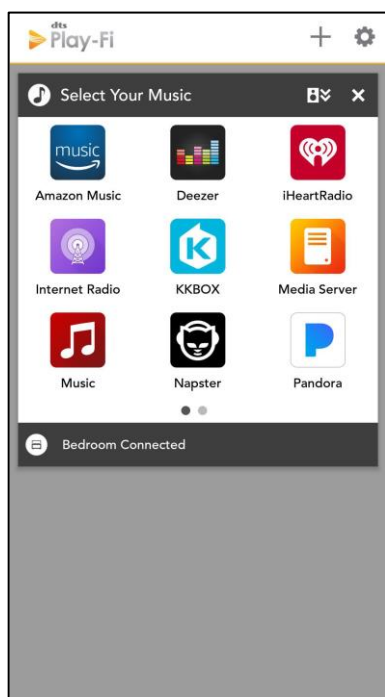 dts
Play-Fi
Select Your Music
music
Amazon Music
Deezer
iHeartRadio
Internet Radio
KKBOX
Media Server
Music
Napster
Pandora
Bedroom Connected